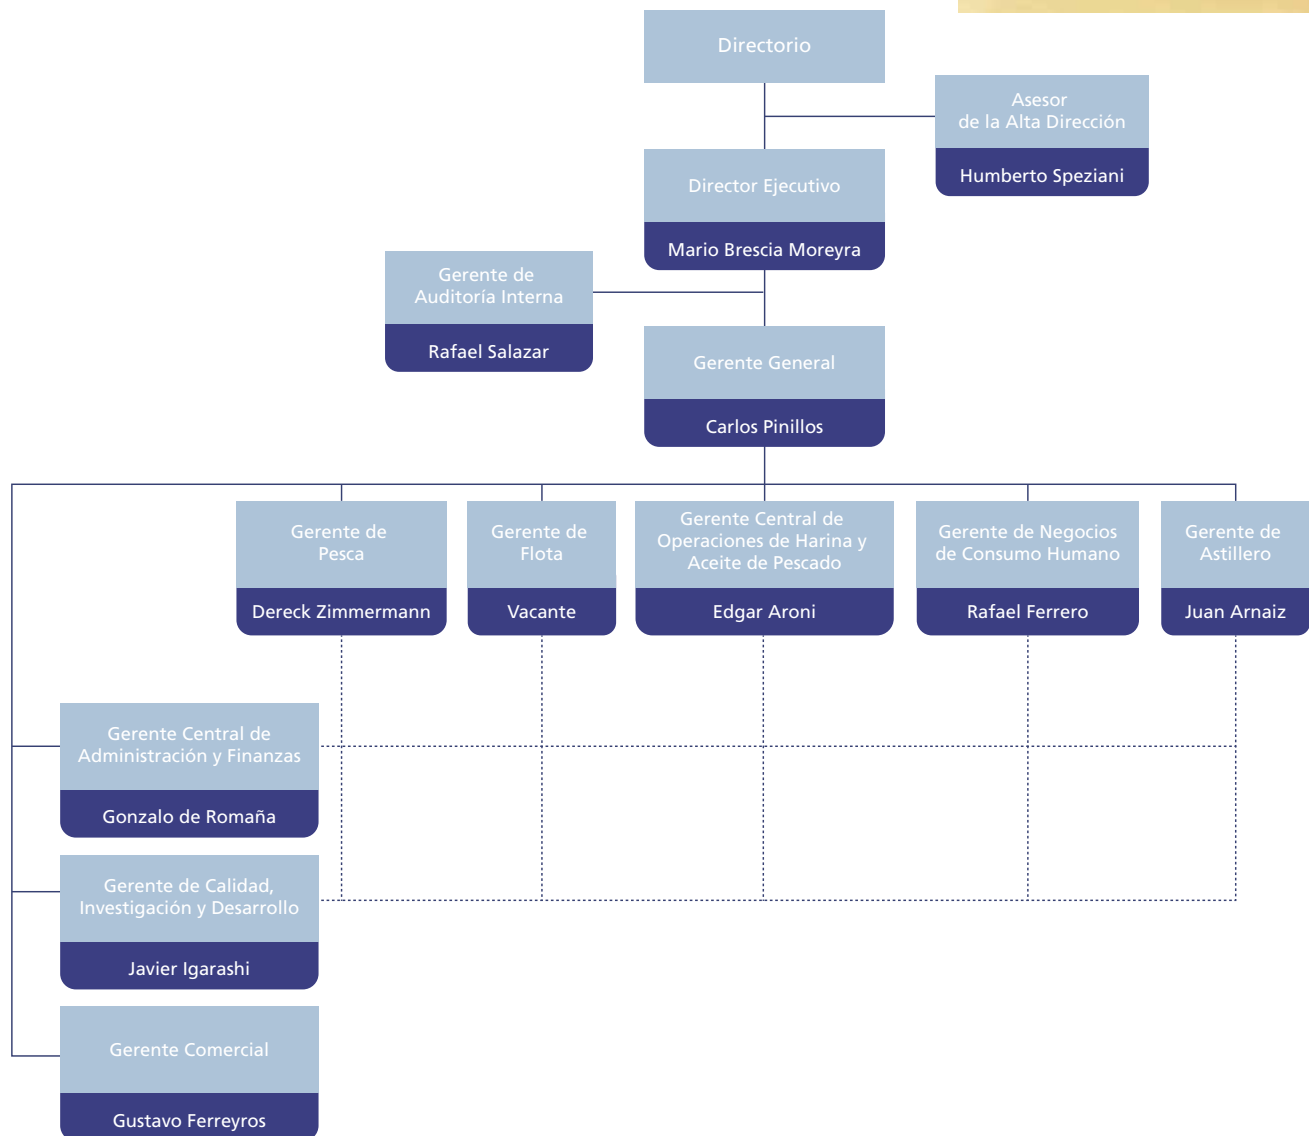 Directorio
Asesor
de la Alta Dirección
Humberto Speziani
Director Ejecutivo
Mario Brescia Moreyra
Gerente de
Auditoría Interna
Rafael Salazar
Gerente General
Carlos Pinillos
Gerente de
Pesca
Dereck Zimmermann
Gerente de
Flota
Vacante
Gerente Central de
Operaciones de Harina y
Aceite de Pescado
Edgar Aroni
Gerente de Negocios
de Consumo Humano
Rafael Ferrero
Gerente de
Astillero
Juan Arnaiz
Gerente Central de
Administración y Finanzas
Gonzalo de Romaña
Gerente de Calidad,
Investigación y Desarrollo
Javier Igarashi
Gerente Comercial
Gustavo Ferreyros